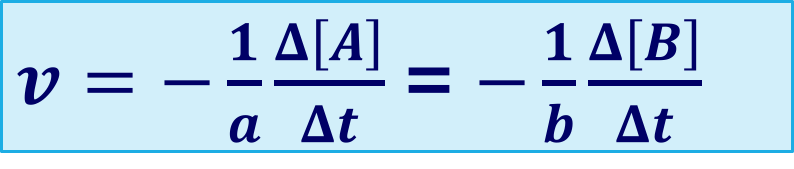 v = − 1/a Δ[A]/Δt = − 1/b Δ[B]/Δt